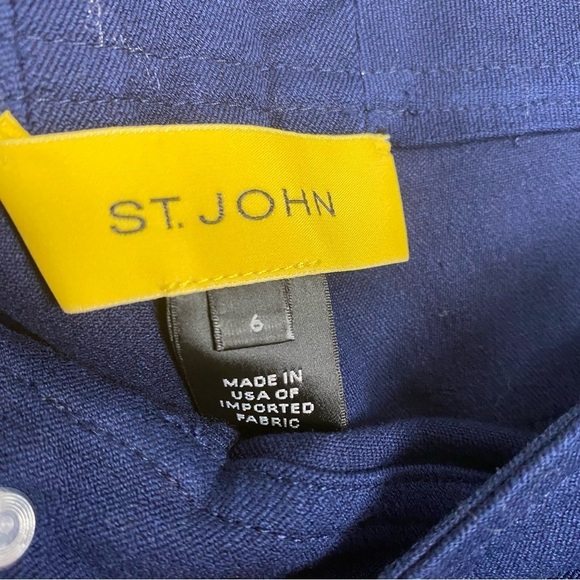 ST. JOHN
6
MADE IN
USA OF
IMPORTED
FABRIC